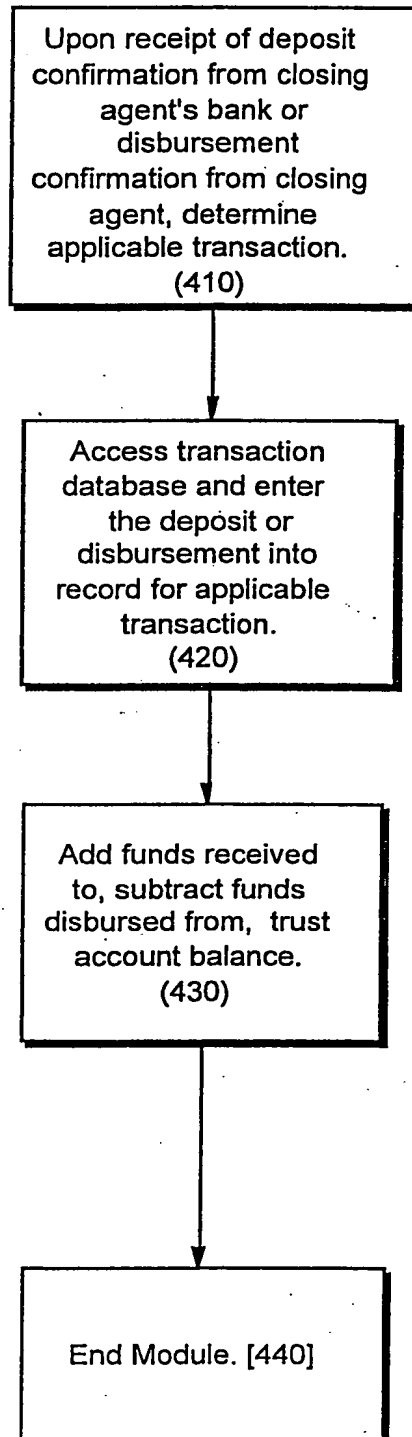 Upon receipt of deposit
confirmation from closing
agent's bank or
disbursement
confirmation from closing
agent, determine
applicable transaction.
(410)
Access transaction
database and enter
the deposit or
disbursement into
record for applicable
transaction.
(420)
Add funds received
to, subtract funds
disbursed from, trust
account balance.
(430)
End Module. [440]